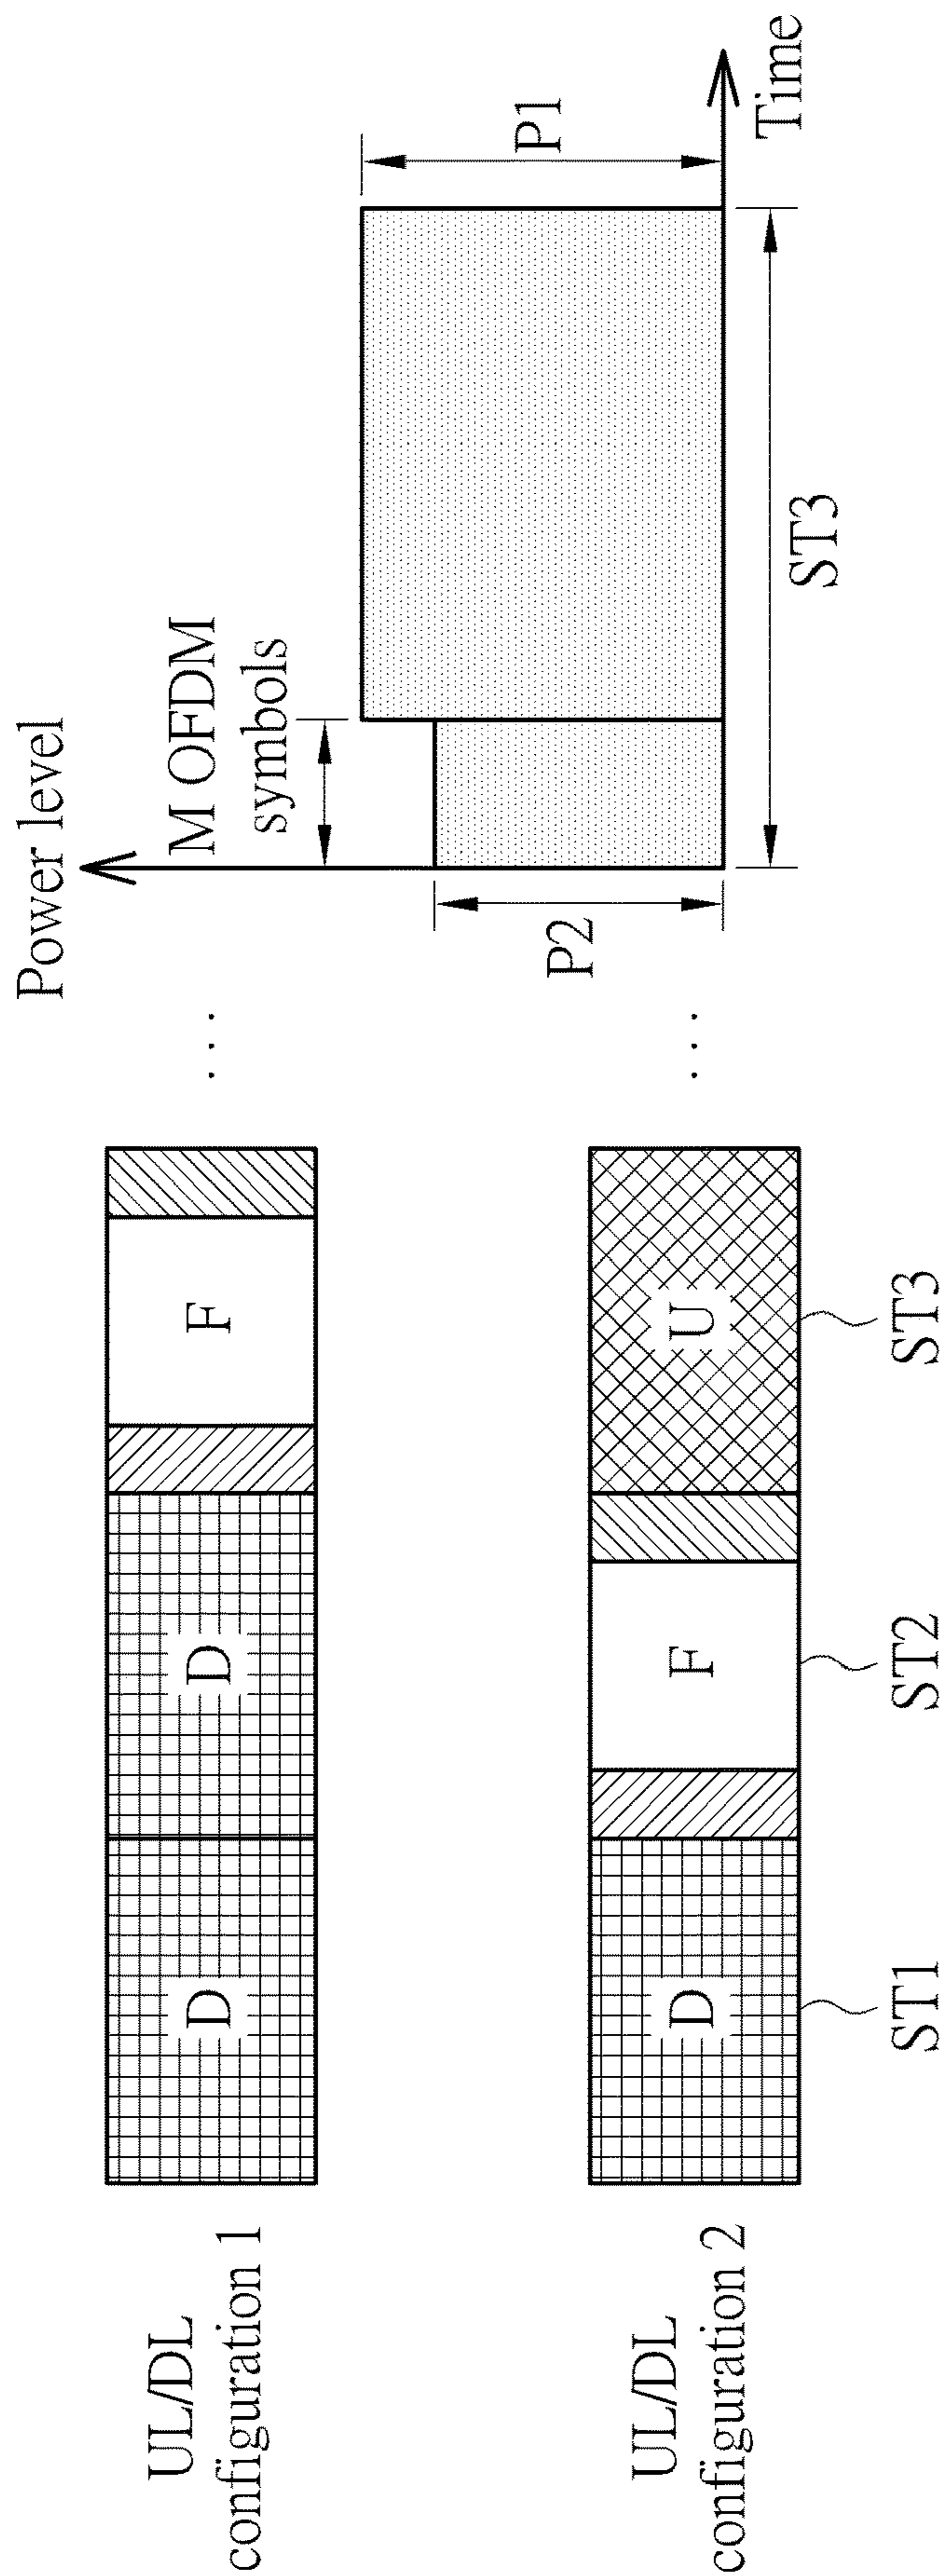 UL/DL
configuration 1
D
D
F
. . .
UL/DL
configuration 2
D
F
U
. . .
ST1
ST2
ST3
Power level
M OFDM
symbols
P2
P1
ST3
Time